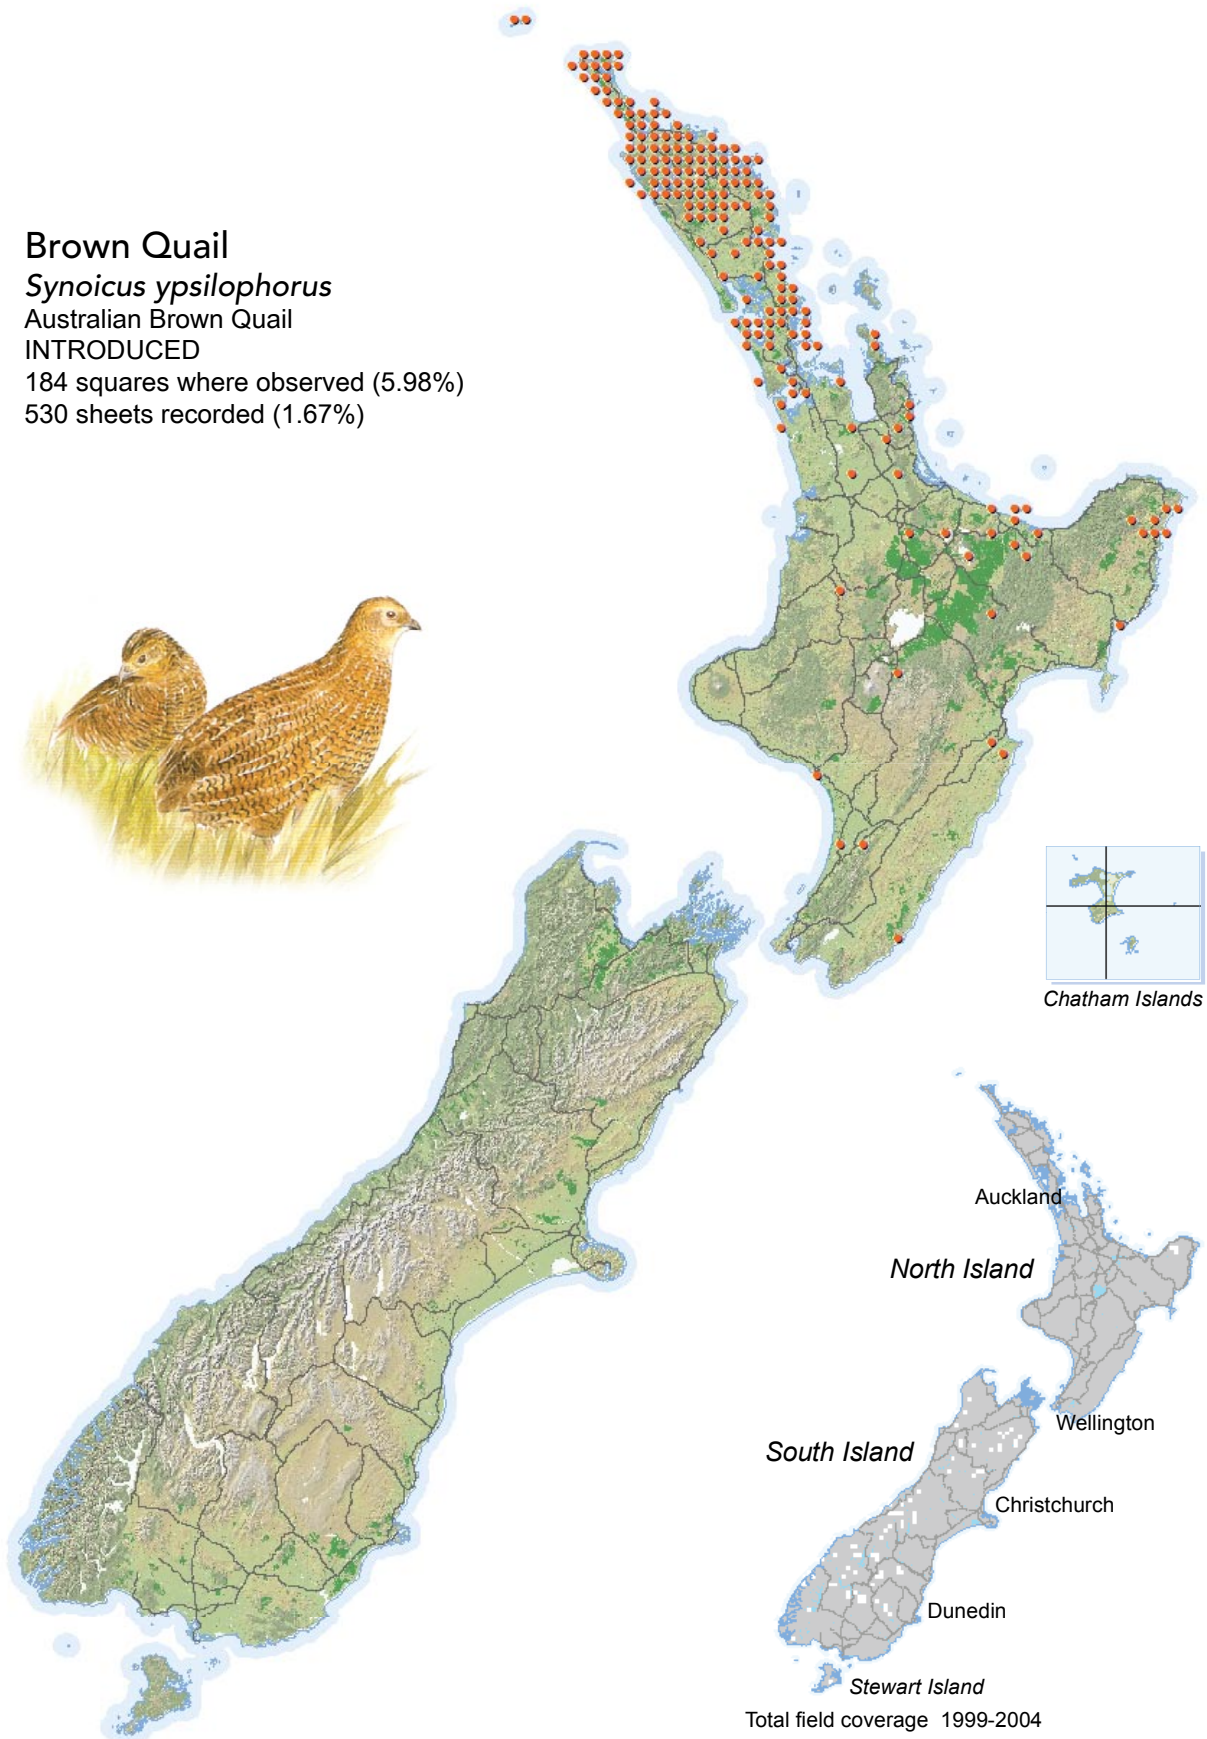 Brown Quail
Synoicus ypsilophorus
Australian Brown Quail
INTRODUCED
184 squares where observed (5.98%)
530 sheets recorded (1.67%)
Chatham Islands
Auckland
North Island
Wellington
South Island
Christchurch
Dunedin
Stewart Island
Total field coverage 1999-2004